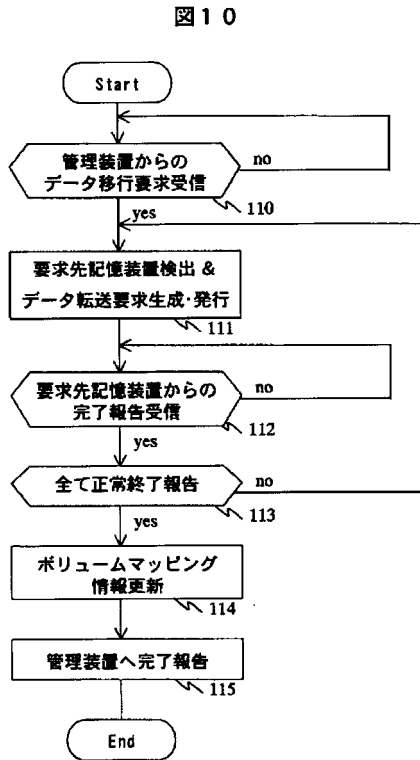 図10
Start
管理装置からの
データ移行要求受信
no
yes
110
要求先記憶装置検出 &
データ転送要求生成・発行
111
要求先記憶装置からの
完了報告受信
no
yes
112
全て正常終了報告
no
yes
113
ボリュームマッピング
情報更新
114
管理装置へ完了報告
115
End